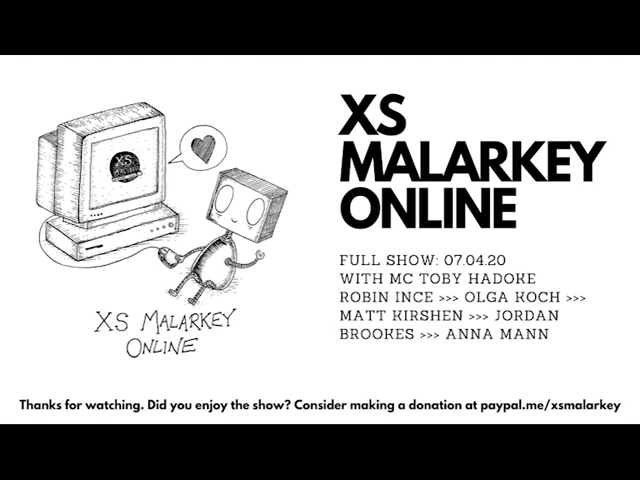 XS
XS
MALARKEY
ONLINE
FULL SHOW: 07.04.20
WITH MC TOBY HADOKE
ROBIN INCE >>> OLGA KOCH >>>
MATT KIRSHEN >>> JORDAN
BROOKES >>> ANNA MANN
XS MALARKEY
ONLINE
Thanks for watching. Did you enjoy the show? Consider making a donation at paypal.me/xsmalarkey